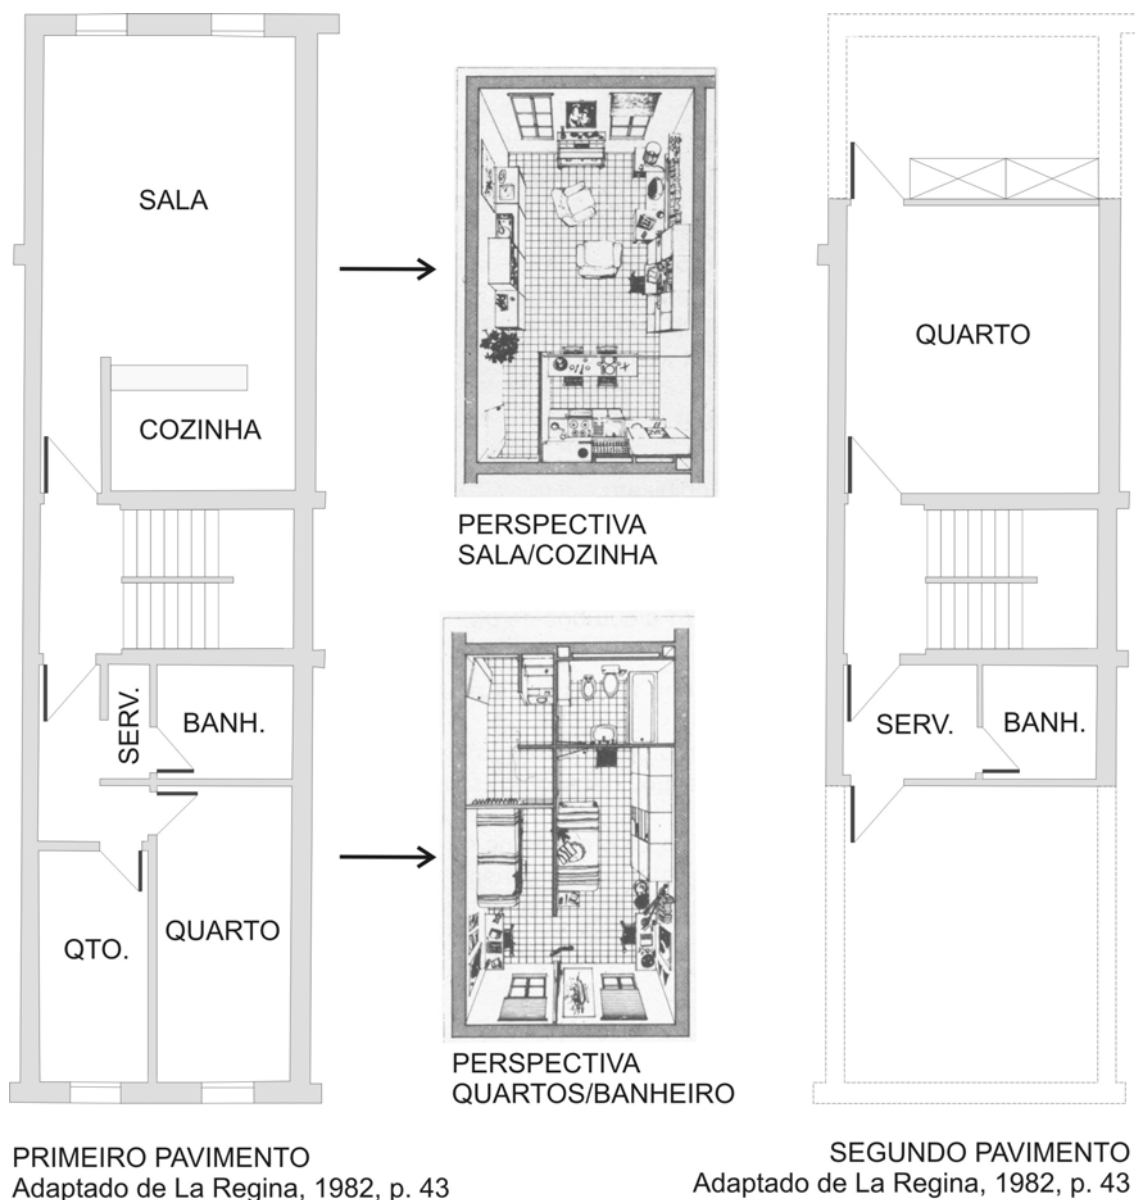 SALA
COZINHA
SERV.
BANH.
QTO.
QUARTO
PRIMEIRO PAVIMENTO
Adaptado de La Regina, 1982, p. 43
PERSPECTIVA
SALA/COZINHA
PERSPECTIVA
QUARTOS/BANHEIRO
QUARTO
SERV.
BANH.
SEGUNDO PAVIMENTO
Adaptado de La Regina, 1982, p. 43